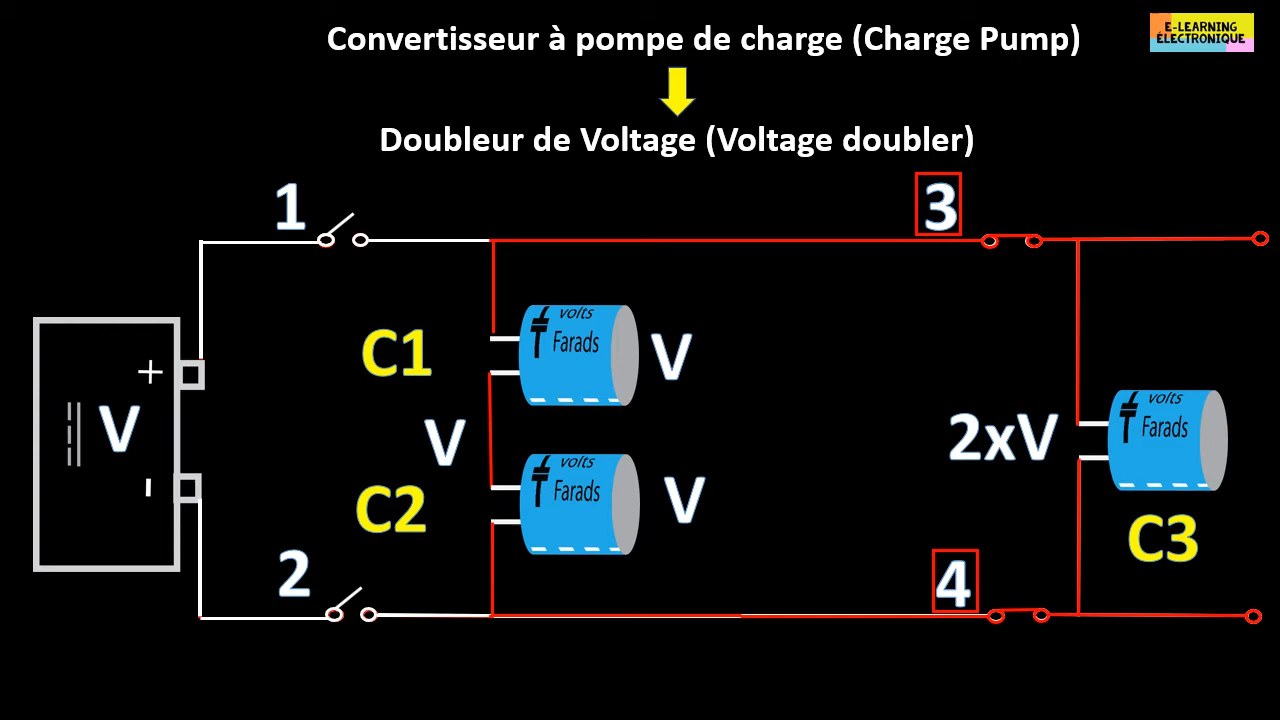 Convertisseur à pompe de charge (Charge Pump)
E-LEARNING
ÉLECTRONIQUE
Doubleur de Voltage (Voltage doubler)
1
3
volts
Farads
C1
V
+
V
V
2xV
volts
Farads
-
volts
Farads
C2
V
C3
2
4